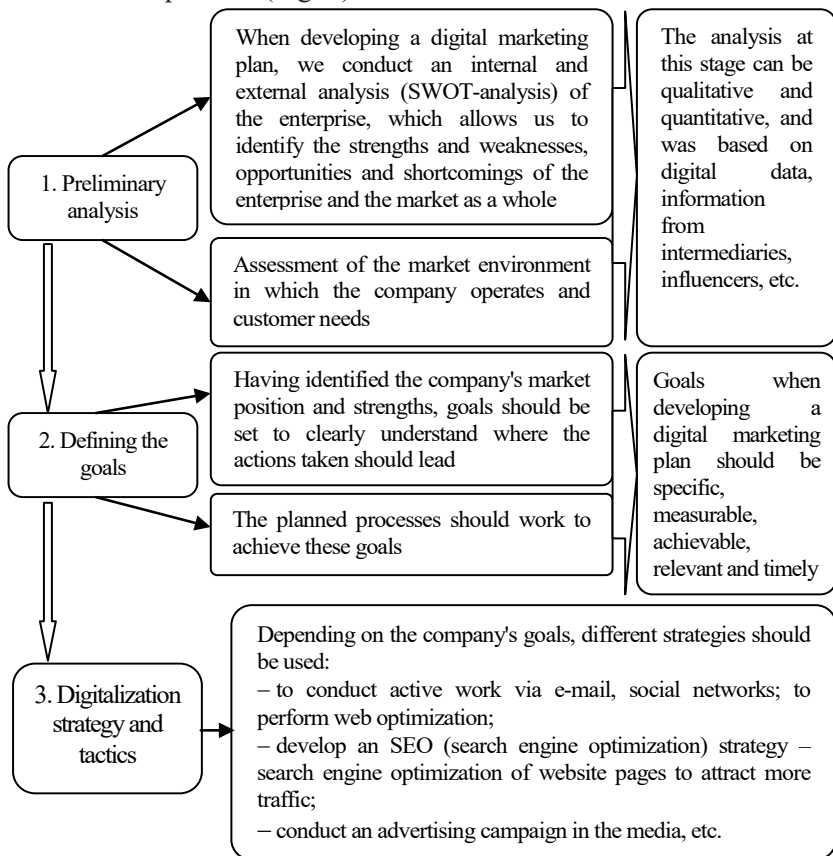 1. Preliminary
analysis
When developing a digital marketing
plan, we conduct an internal and
external analysis (SWOT-analysis) of
the enterprise, which allows us to
identify the strengths and weaknesses,
opportunities and shortcomings of the
enterprise and the market as a whole
Assessment of the market environment
in which the company operates and
customer needs
The analysis at
this stage can be
qualitative and
quantitative, and
was based on
digital data,
information
from
intermediaries,
influencers, etc.
2. Defining the
goals
Having identified the company's market
position and strengths, goals should be
set to clearly understand where the
actions taken should lead
The planned processes should work to
achieve these goals
Goals when
developing a
digital marketing
plan should be
specific,
measurable,
achievable,
relevant and timely
3. Digitalization
strategy and
tactics
Depending on the company's goals, different strategies should
be used:
– to conduct active work via e-mail, social networks; to
perform web optimization;
– develop an SEO (search engine optimization) strategy –
search engine optimization of website pages to attract more
traffic;
– conduct an advertising campaign in the media, etc.